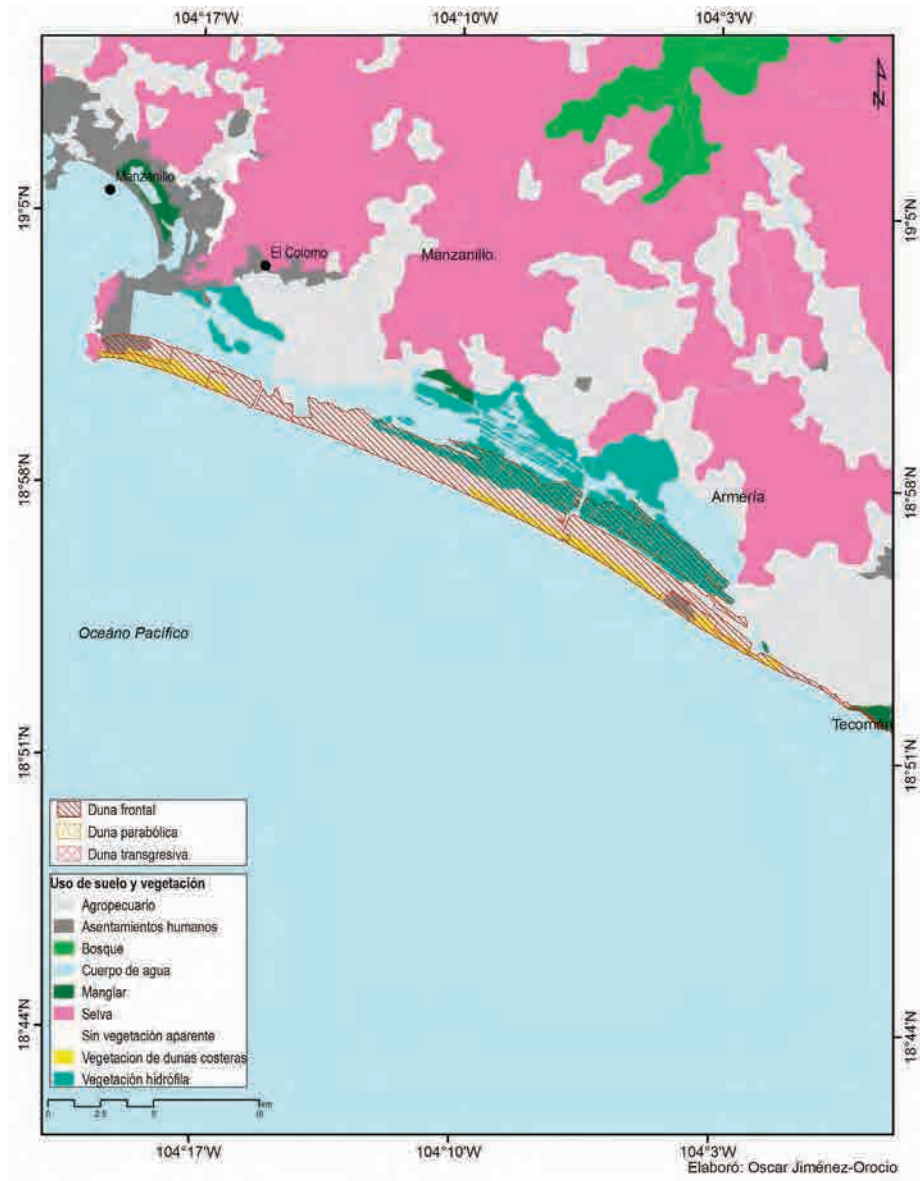 104°17'W 104°10'W 104°3'W
Manzanillo
19°5'N 19°5'N
El Colomo
Manzanillo
18°58'N 18°58'N
Armería
Oceáno Pacífico
Tecomán
18°51'N 18°51'N
Duna frontal
Duna parabólica
Duna transgresiva
Uso de suelo y vegetación
Agropecuario
Asentamientos humanos
Bosque
Cuerpo de agua
Manglar
Selva
Sin vegetación aparente
Vegetacion de dunas costeras
Vegetación hidrófila
18°44'N 18°44'N
km
0 2.5 5
104°17'W 104°10'W 104°3'W
Elaboró: Oscar Jiménez-Orocio